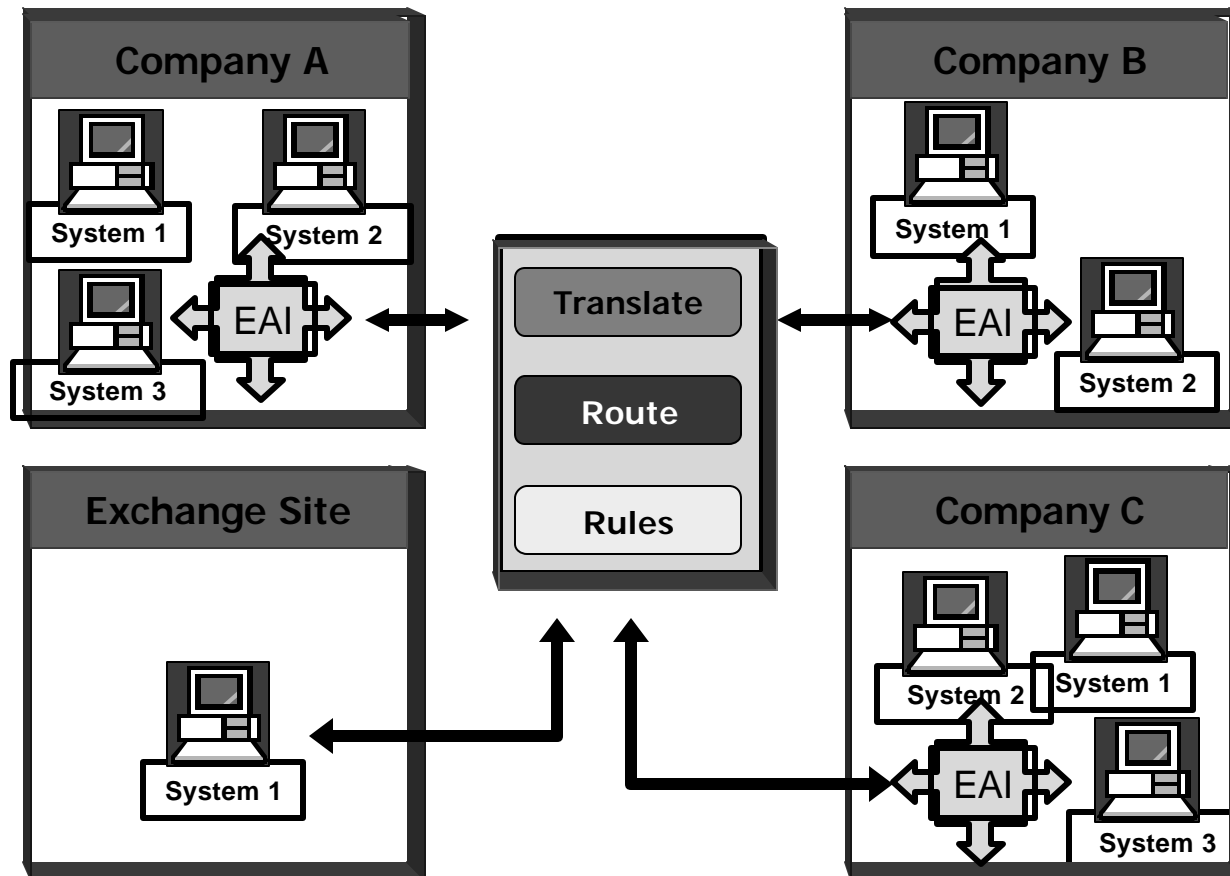 Company A
System 1
System 2
System 3
EAI
Translate
Route
Rules
Company B
System 1
EAI
System 2
Exchange Site
System 1
Company C
System 2
System 1
EAI
System 3